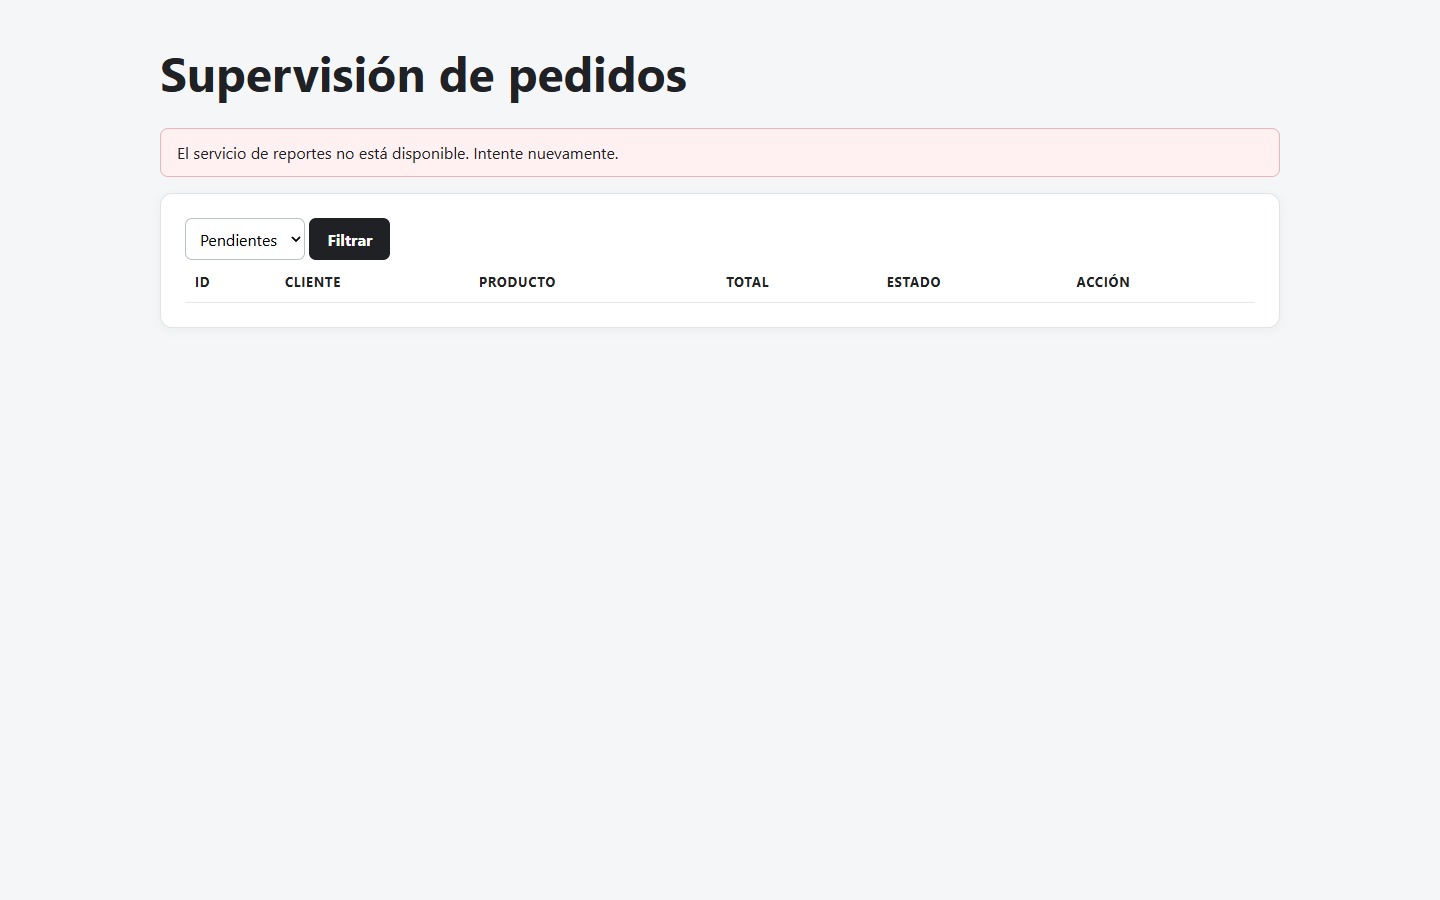 Supervisión de pedidos
El servicio de reportes no está disponible. Intente nuevamente.
Pendientes Filtrar
ID CLIENTE PRODUCTO TOTAL ESTADO ACCIÓN